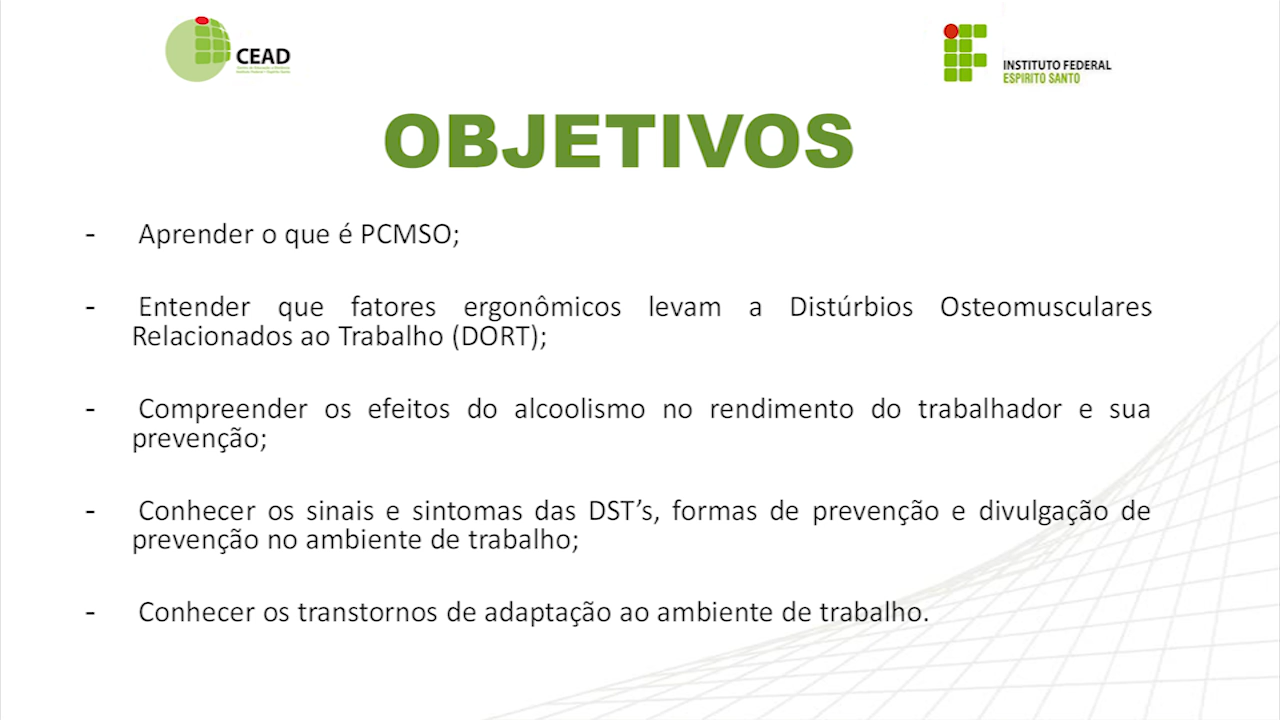 CEAD
INSTITUTO FEDERAL
ESPÍRITO SANTO
OBJETIVOS
- Aprender o que é PCMSO;
- Entender que fatores ergonômicos levam a Distúrbios Osteomusculares
Relacionados ao Trabalho (DORT);
- Compreender os efeitos do alcoolismo no rendimento do trabalhador e sua
prevenção;
- Conhecer os sinais e sintomas das DST’s, formas de prevenção e divulgação de
prevenção no ambiente de trabalho;
- Conhecer os transtornos de adaptação ao ambiente de trabalho.